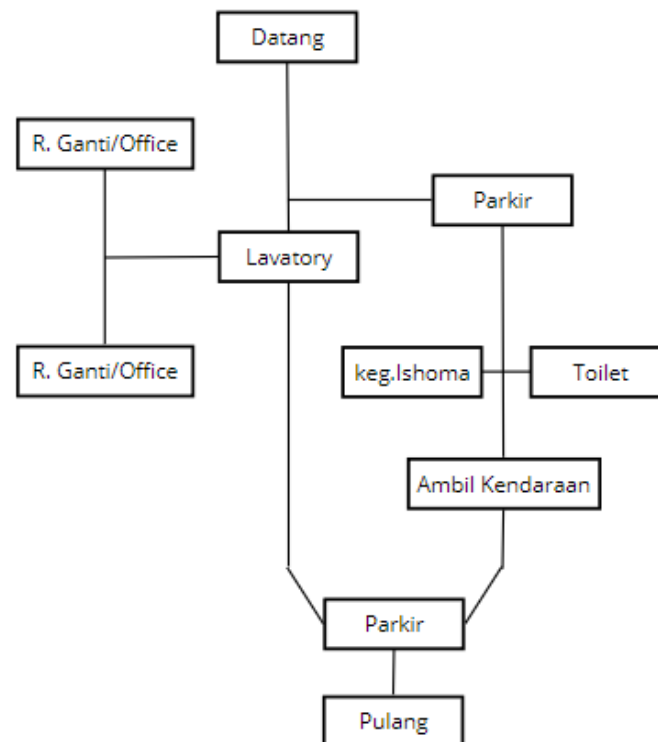 Datang
R. Ganti/Office
Parkir
Lavatory
R. Ganti/Office
keg.Ishoma
Toilet
Ambil Kendaraan
Parkir
Pulang